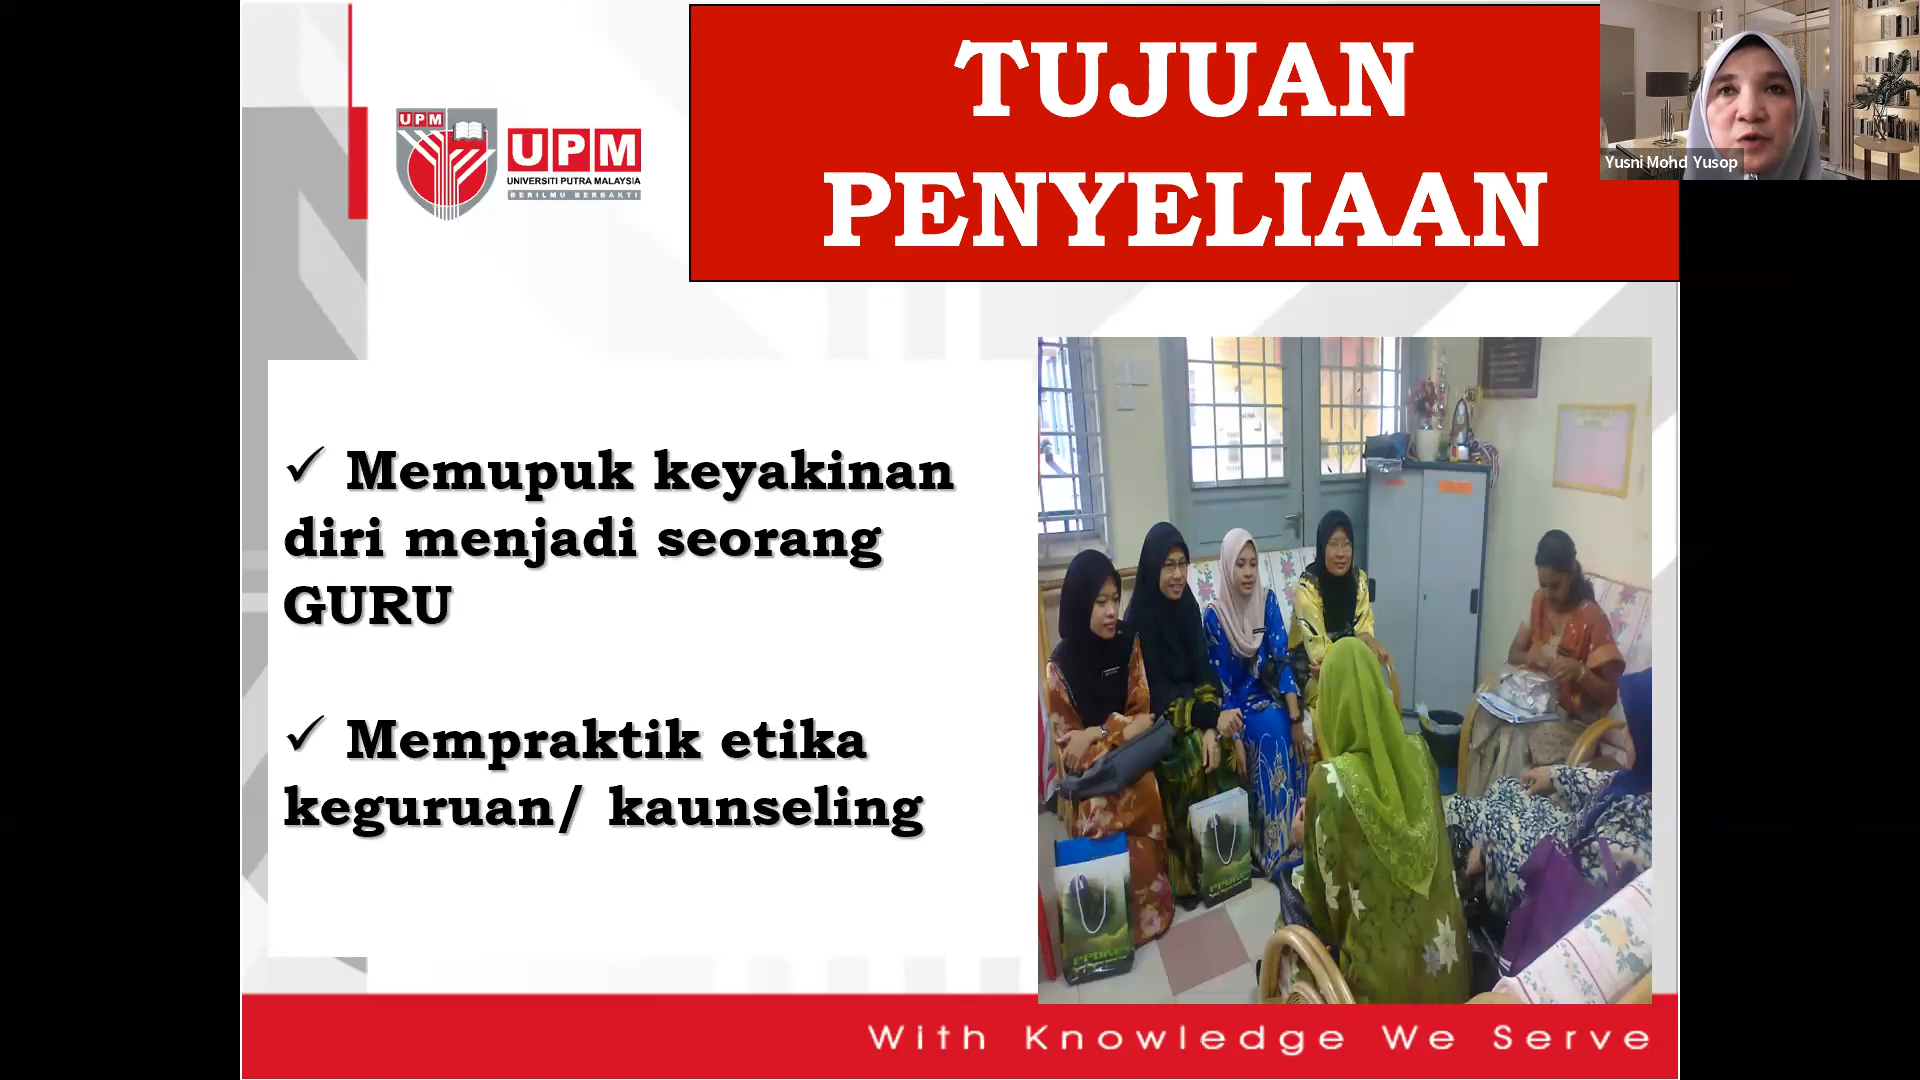 TUJUAN
PENYELIAAN
Yusni Mohd Yusop
UPM
UPM
UNIVERSITI PUTRA MALAYSIA
BERILMU BERBAKTI
✓ Memupuk keyakinan
diri menjadi seorang
GURU
✓ Mempraktik etika
keguruan/ kaunseling
With Knowledge We Serve